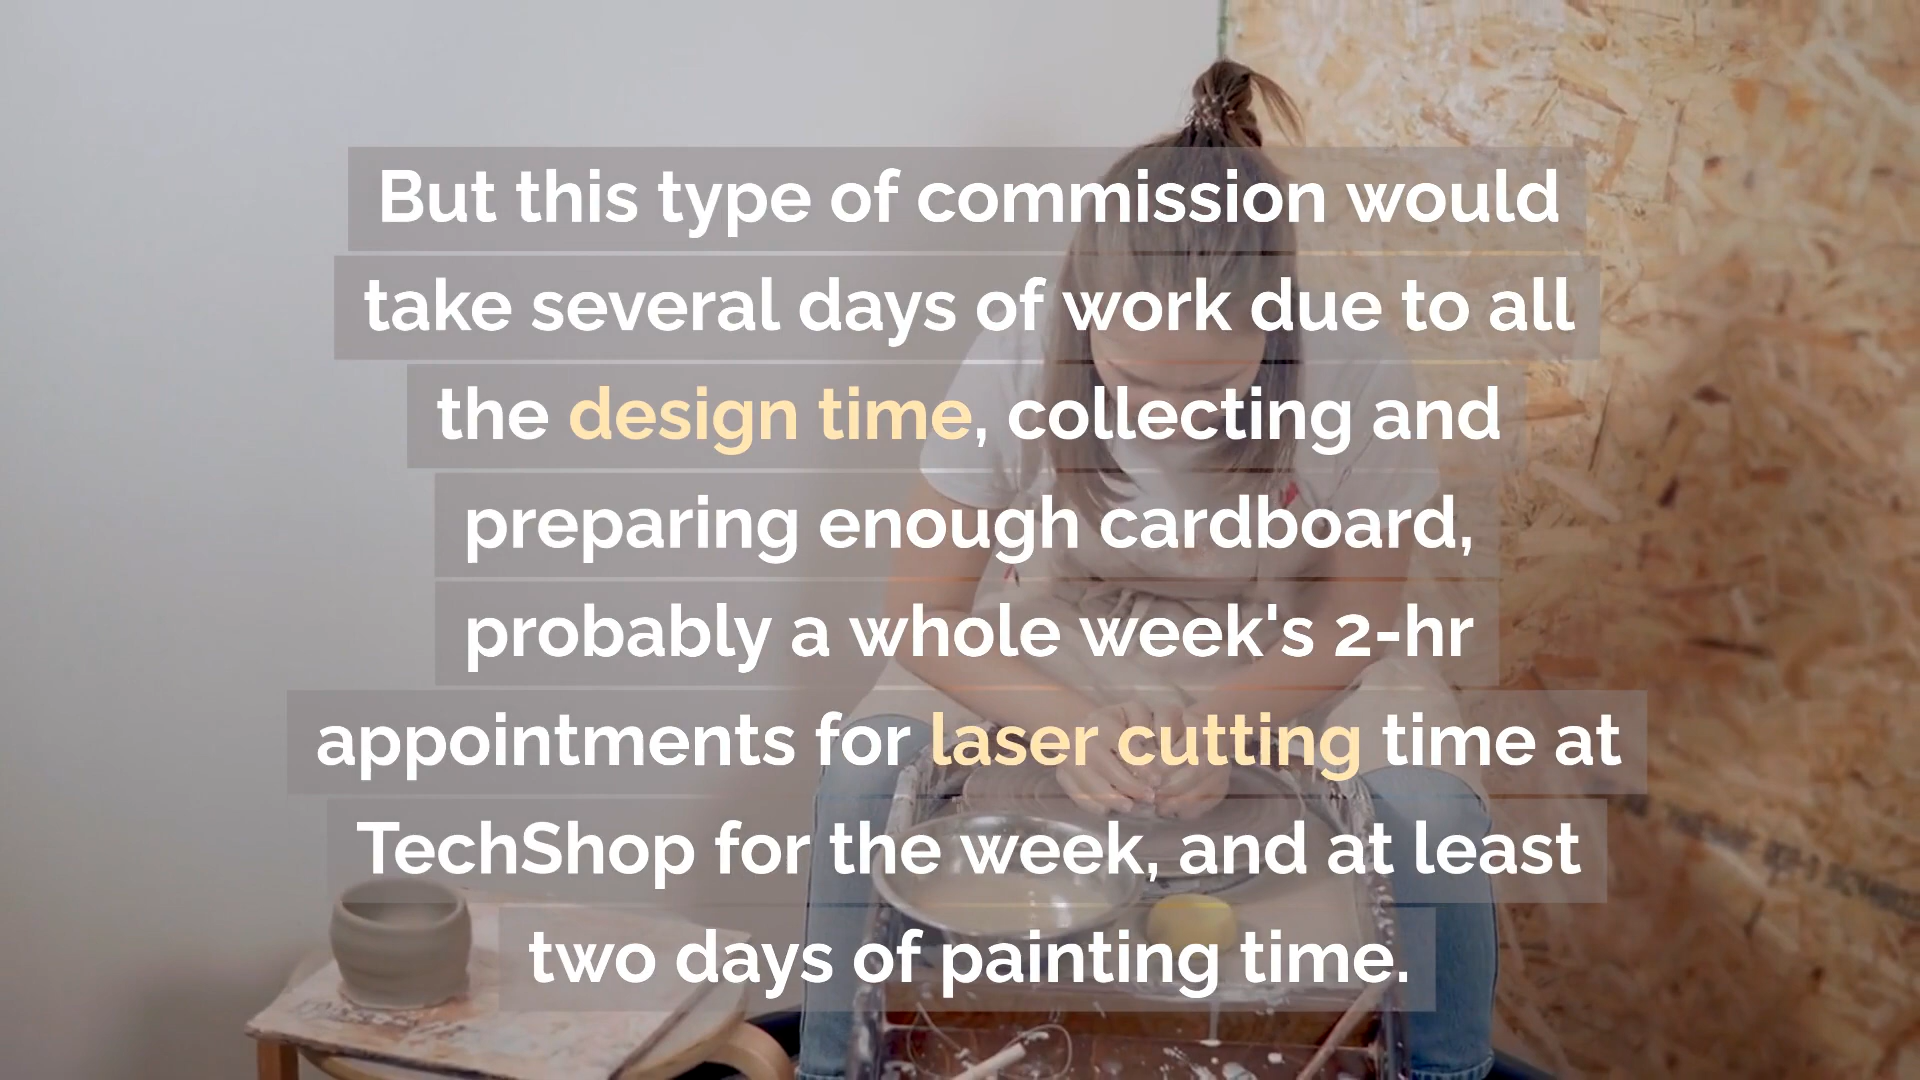 But this type of commission would
take several days of work due to all
the design time, collecting and
preparing enough cardboard,
probably a whole week's 2-hr
appointments for laser cutting time at
TechShop for the week, and at least
two days of painting time.